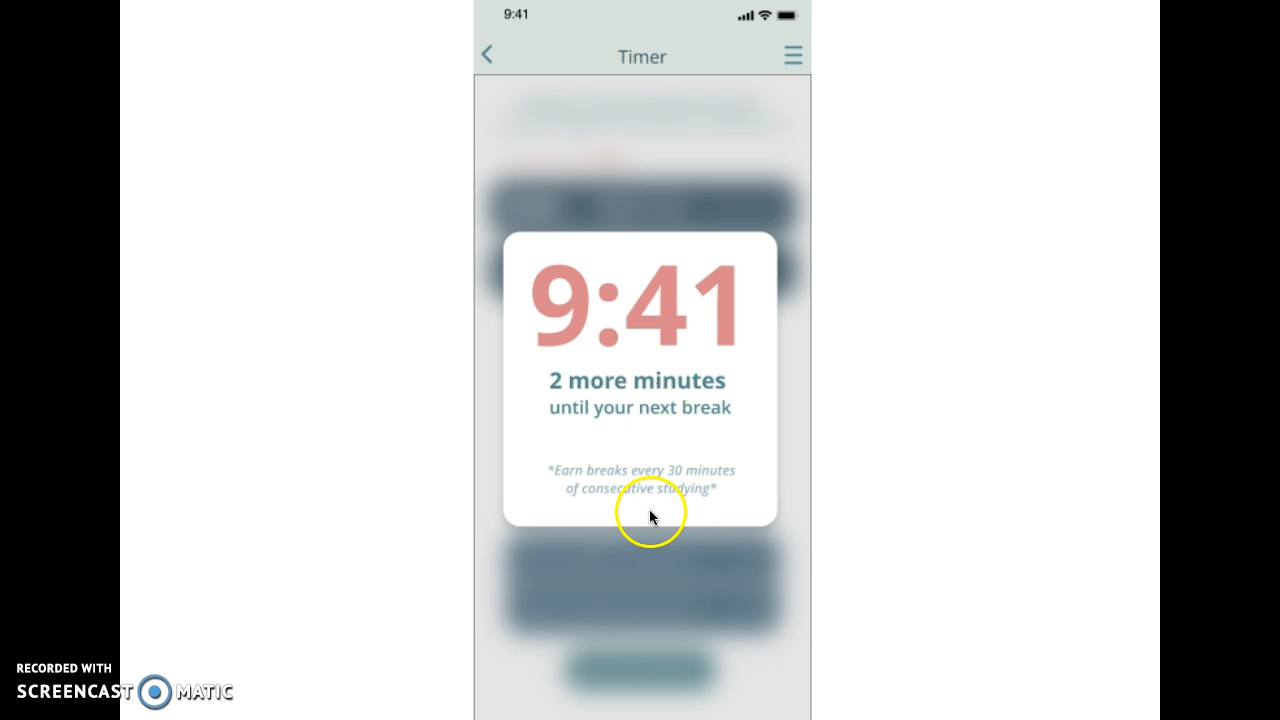 9:41
Timer
9:41
2 more minutes
until your next break
*Earn breaks every 30 minutes
of consecutive studying*
RECORDED WITH
SCREENCAST MATIC